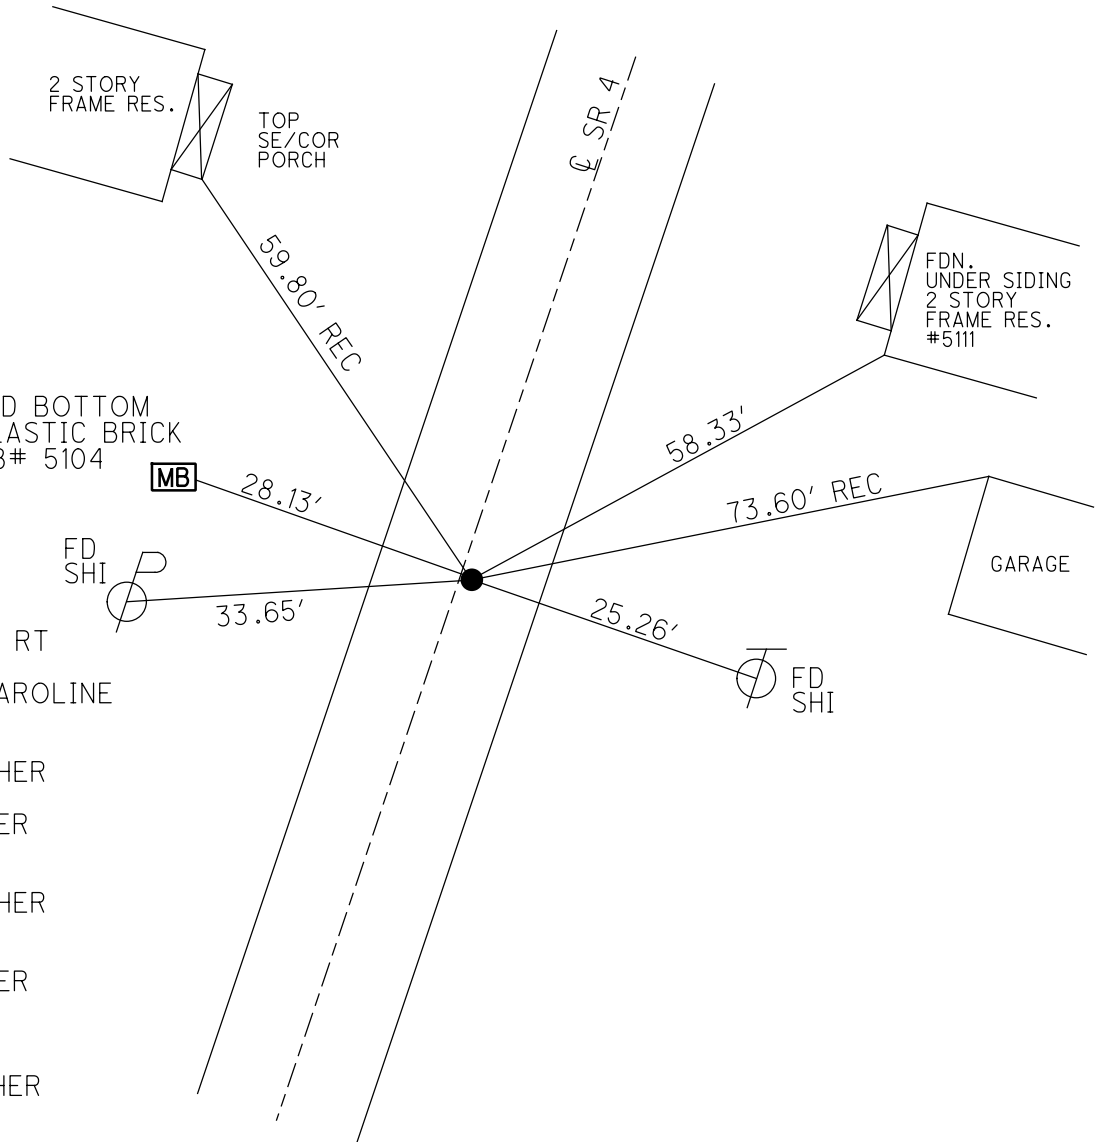 2 STORY
FRAME RES.
TOP
SE/COR
PORCH
℄ SR 4
59.80' REC
FDN.
UNDER SIDING
2 STORY
FRAME RES.
#5111
D BOTTOM
LASTIC BRICK
B# 5104
MB
28.13'
58.33'
73.60' REC
FD
SHI
P
33.65'
GARAGE
25.26'
T
FD
SHI
RT
AROLINE
HER
ER
HER
ER
HER